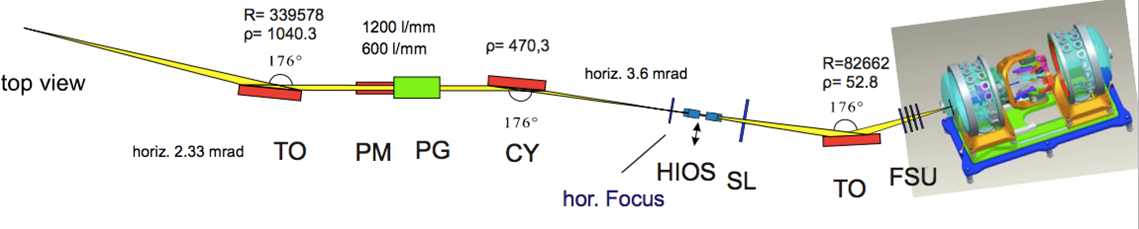 R= 339578
ρ= 1040.3
176°
1200 l/mm
600 l/mm
ρ= 470,3
horiz. 3.6 mrad
R=82662
ρ= 52.8
176°
top view
176°
horiz. 2.33 mrad
TO
PM
PG
CY
HIOS
SL
TO
FSU
hor. Focus